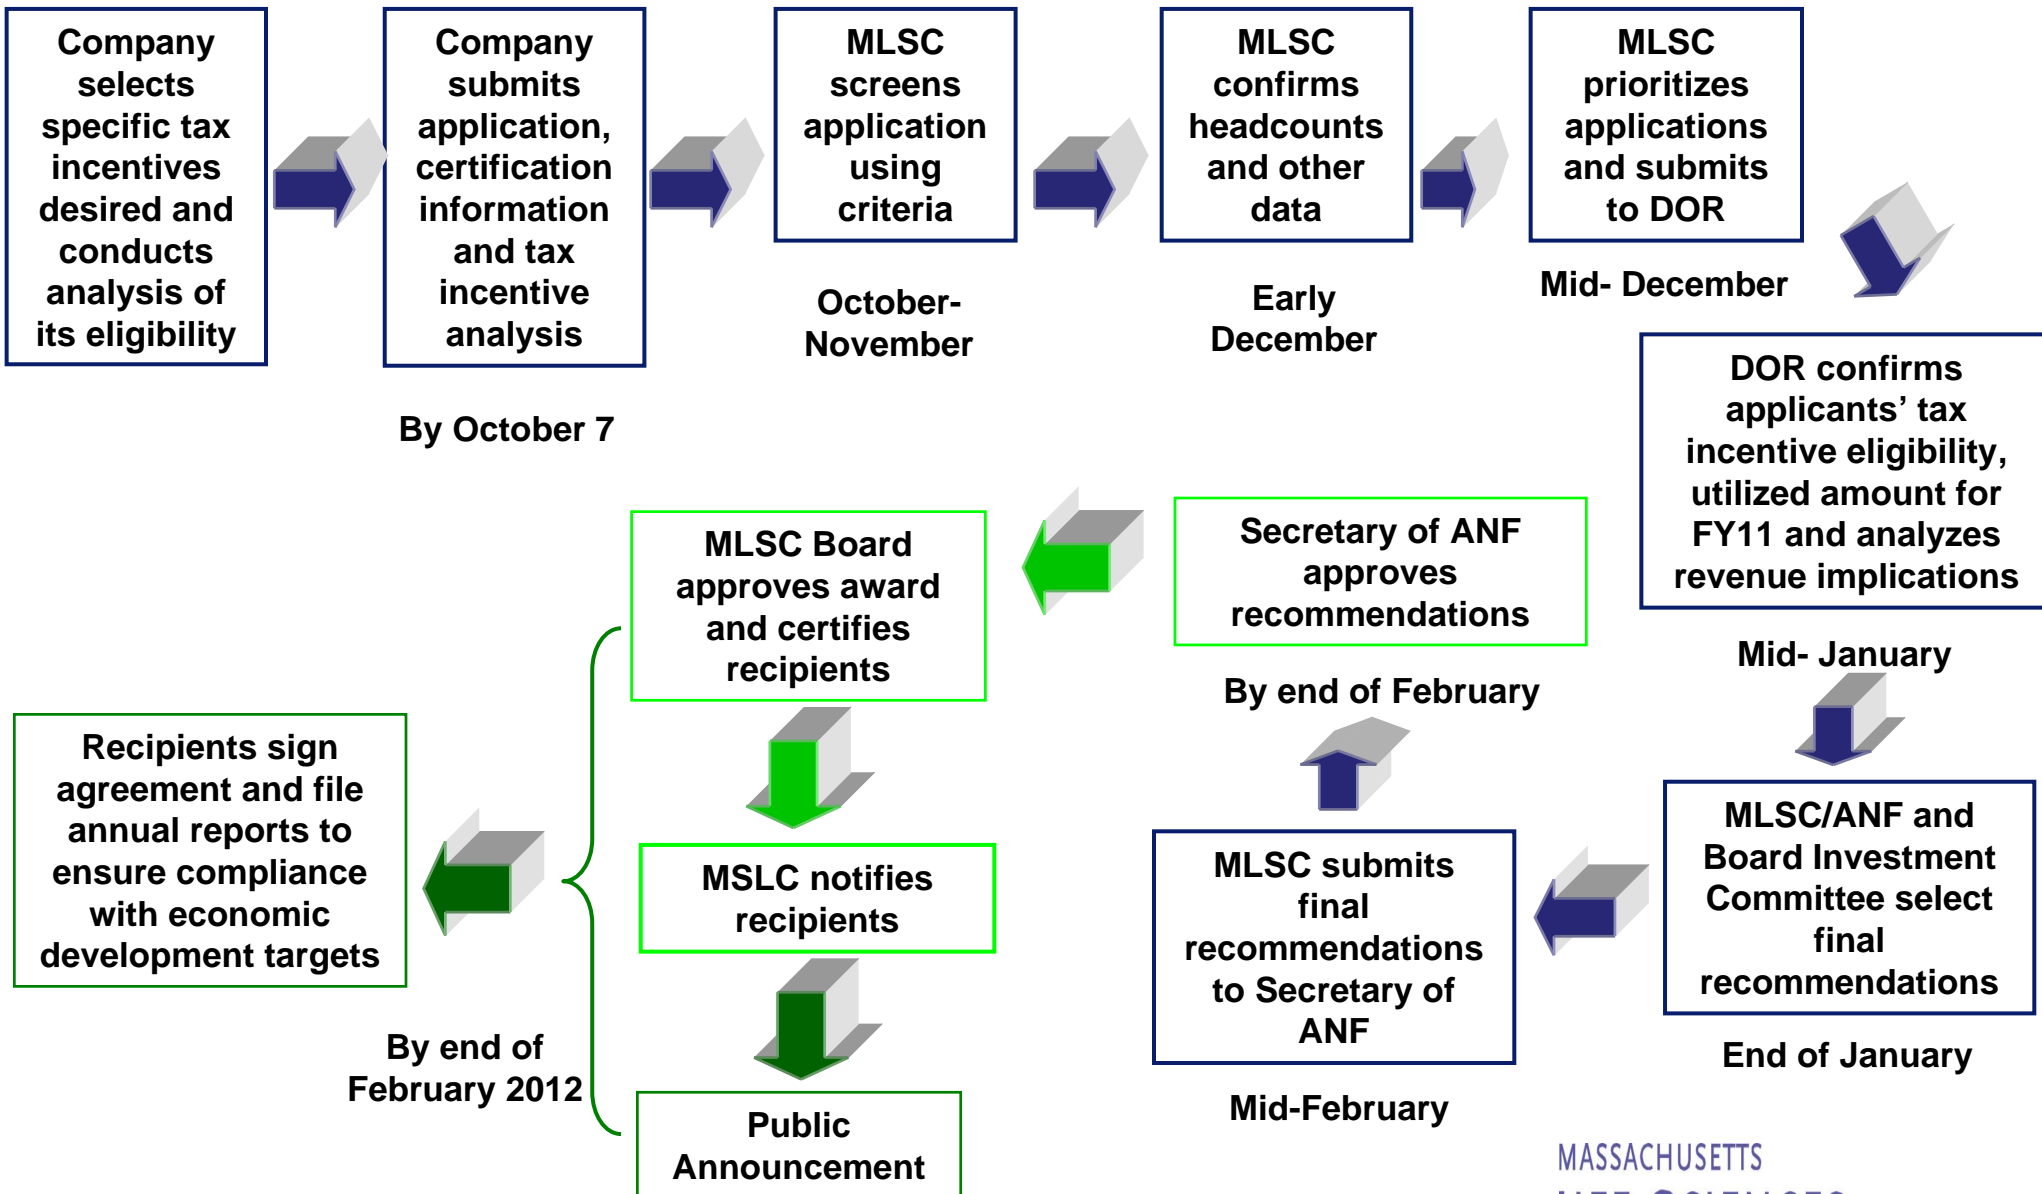 Company
selects
specific tax
incentives
desired and
conducts
analysis of
its eligibility
Company
submits
application,
certification
information
and tax
incentive
analysis
By October 7
MLSC
screens
application
using
criteria
October-
November
MLSC
confirms
headcounts
and other
data
Early
December
MLSC
prioritizes
applications
and submits
to DOR
Mid- December
DOR confirms
applicants’ tax
incentive eligibility,
utilized amount for
FY11 and analyzes
revenue implications
Mid- January
MLSC/ANF and
Board Investment
Committee select
final
recommendations
End of January
MLSC submits
final
recommendations
to Secretary of
ANF
Mid-February
Secretary of ANF
approves
recommendations
By end of February
MLSC Board
approves award
and certifies
recipients
MSLC notifies
recipients
Public
Announcement
By end of
February 2012
Recipients sign
agreement and file
annual reports to
ensure compliance
with economic
development targets
MASSACHUSETTS